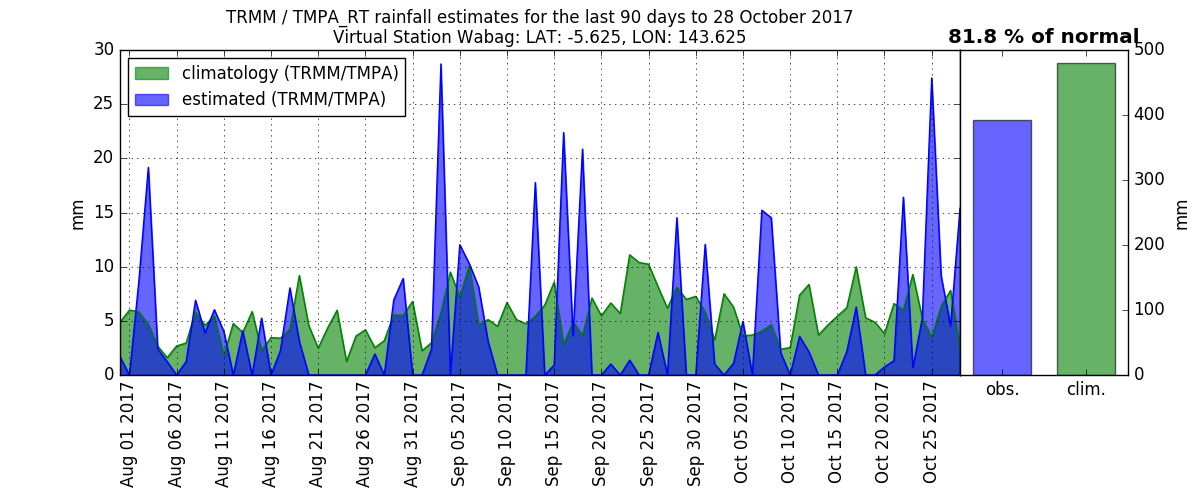 TRMM / TMPA_RT rainfall estimates for the last 90 days to 28 October 2017
Virtual Station Wabag: LAT: -5.625, LON: 143.625
81.8 % of normal
climatology (TRMM/TMPA)
estimated (TRMM/TMPA)
30
25
20
15
10
5
0
mm
Aug 01 2017
Aug 06 2017
Aug 11 2017
Aug 16 2017
Aug 21 2017
Aug 26 2017
Aug 31 2017
Sep 05 2017
Sep 10 2017
Sep 15 2017
Sep 20 2017
Sep 25 2017
Sep 30 2017
Oct 05 2017
Oct 10 2017
Oct 15 2017
Oct 20 2017
Oct 25 2017
obs.
clim.
500
400
300
200
100
0
mm